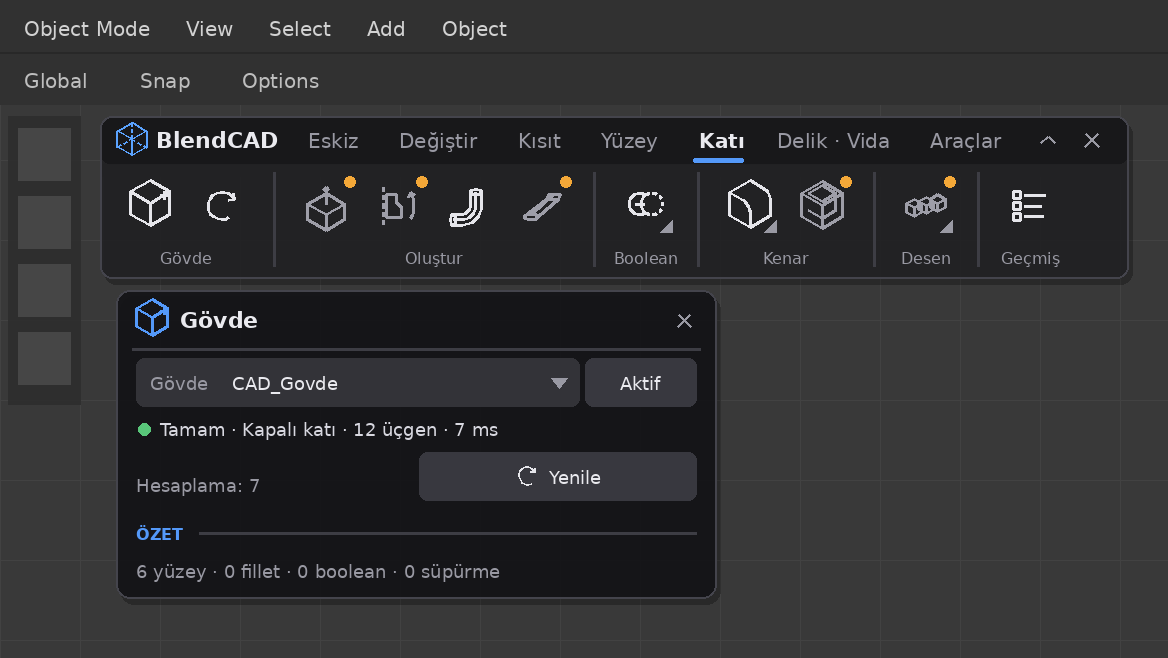 Object Mode View Select Add Object
Global Snap Options
BlendCAD Eskiz Değiştir Kısıt Yüzey Katı Delik · Vida Araçlar
Gövde Oluştur Boolean Kenar Desen Geçmiş
Gövde
Gövde CAD_Govde Aktif
Tamam · Kapalı katı · 12 üçgen · 7 ms
Hesaplama: 7 Yenile
ÖZET
6 yüzey · 0 fillet · 0 boolean · 0 süpürme